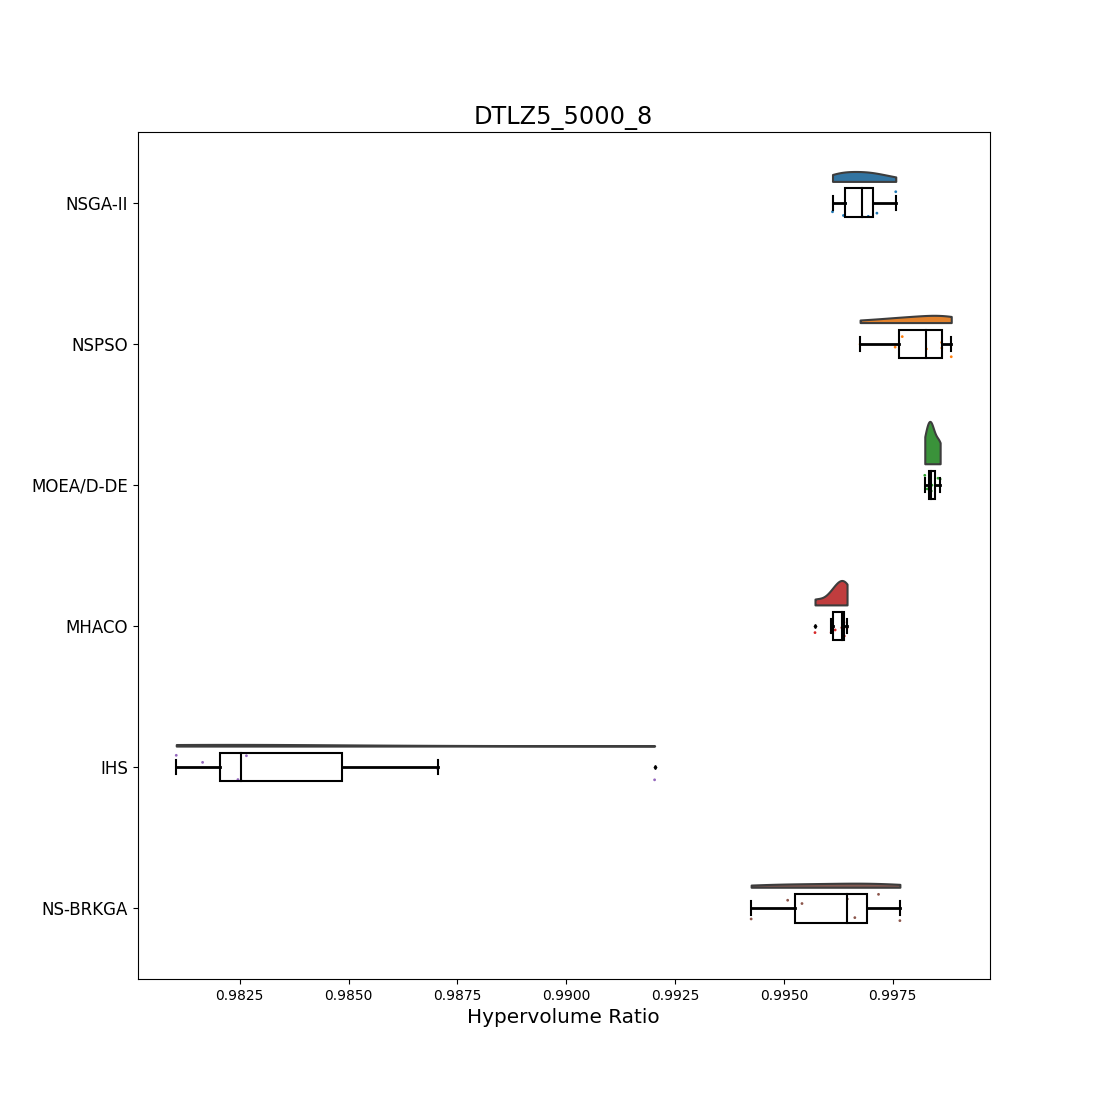 DTLZ5_5000_8
NSGA-II
NSPSO
MOEA/D-DE
MHACO
IHS
NS-BRKGA
0.9825 0.9850 0.9875 0.9900 0.9925 0.9950 0.9975
Hypervolume Ratio